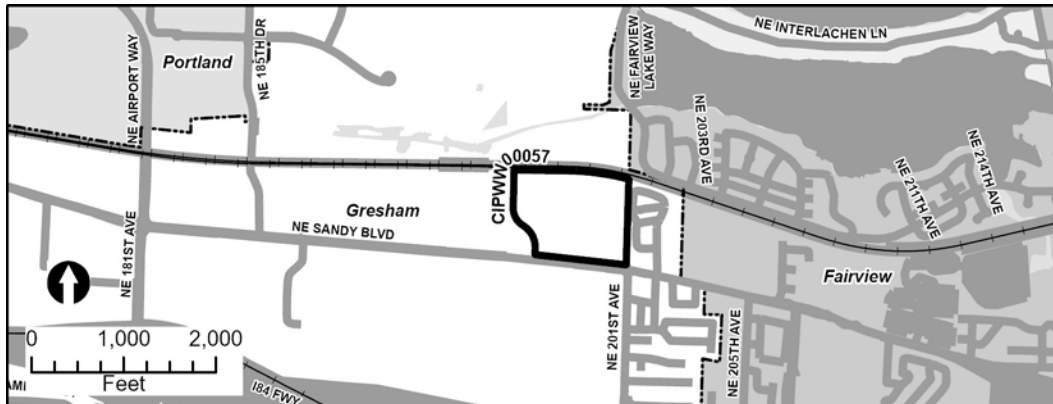 NE INTERLACHEN LN
Portland
NE 185TH DR
NE AIRPORT WAY
NE FAIRVIEW
LAKE WAY
NE 203RD AVE
CIPWW00057
NE 211TH AVE
NE 214TH AVE
Gresham
NE SANDY BLVD
NE 181ST AVE
Fairview
NE 201ST AVE
NE 205TH AVE
0 1,000 2,000
Feet
I84 FWY